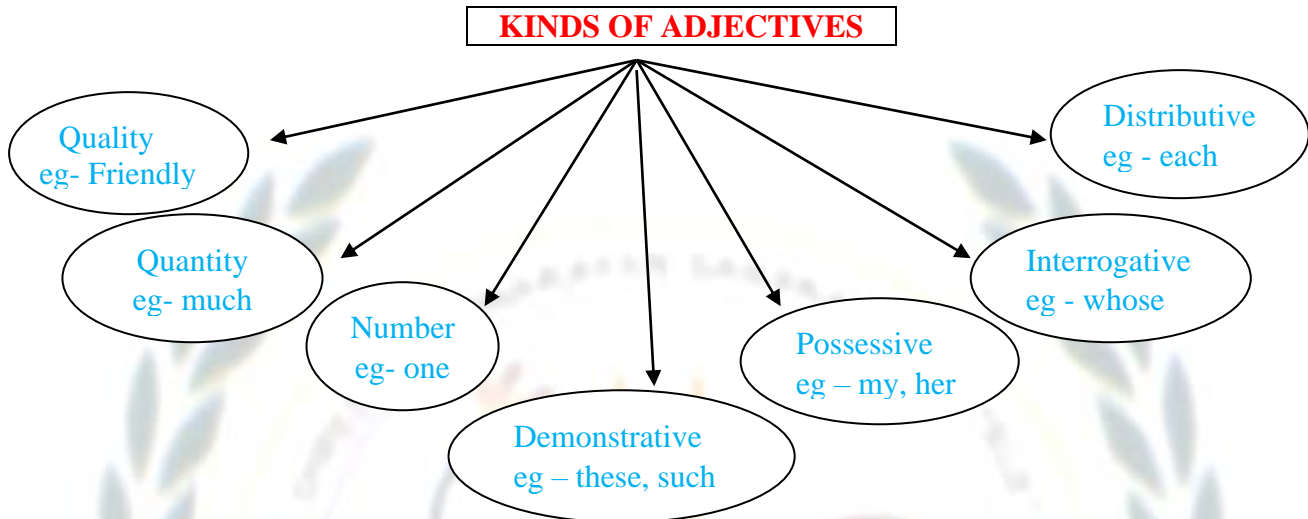 KINDS OF ADJECTIVES
Quality
eg- Friendly
Quantity
eg- much
Number
eg- one
Demonstrative
eg – these, such
Possessive
eg – my, her
Interrogative
eg - whose
Distributive
eg - each